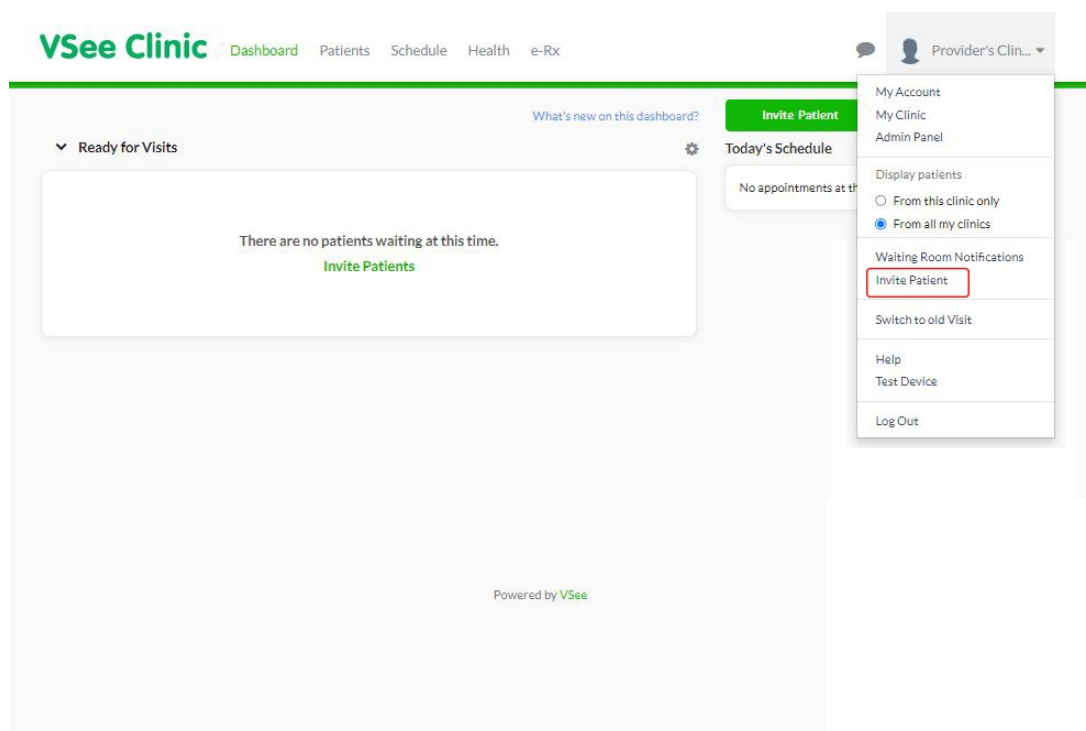 VSee Clinic Dashboard Patients Schedule Health e-Rx Provider's Clin...
What's new on this dashboard?
Ready for Visits
There are no patients waiting at this time.
Invite Patients
Invite Patient
Today's Schedule
No appointments at th
My Account
My Clinic
Admin Panel
Display patients
From this clinic only
From all my clinics
Waiting Room Notifications
Invite Patient
Switch to old Visit
Help
Test Device
Log Out
Powered by VSee